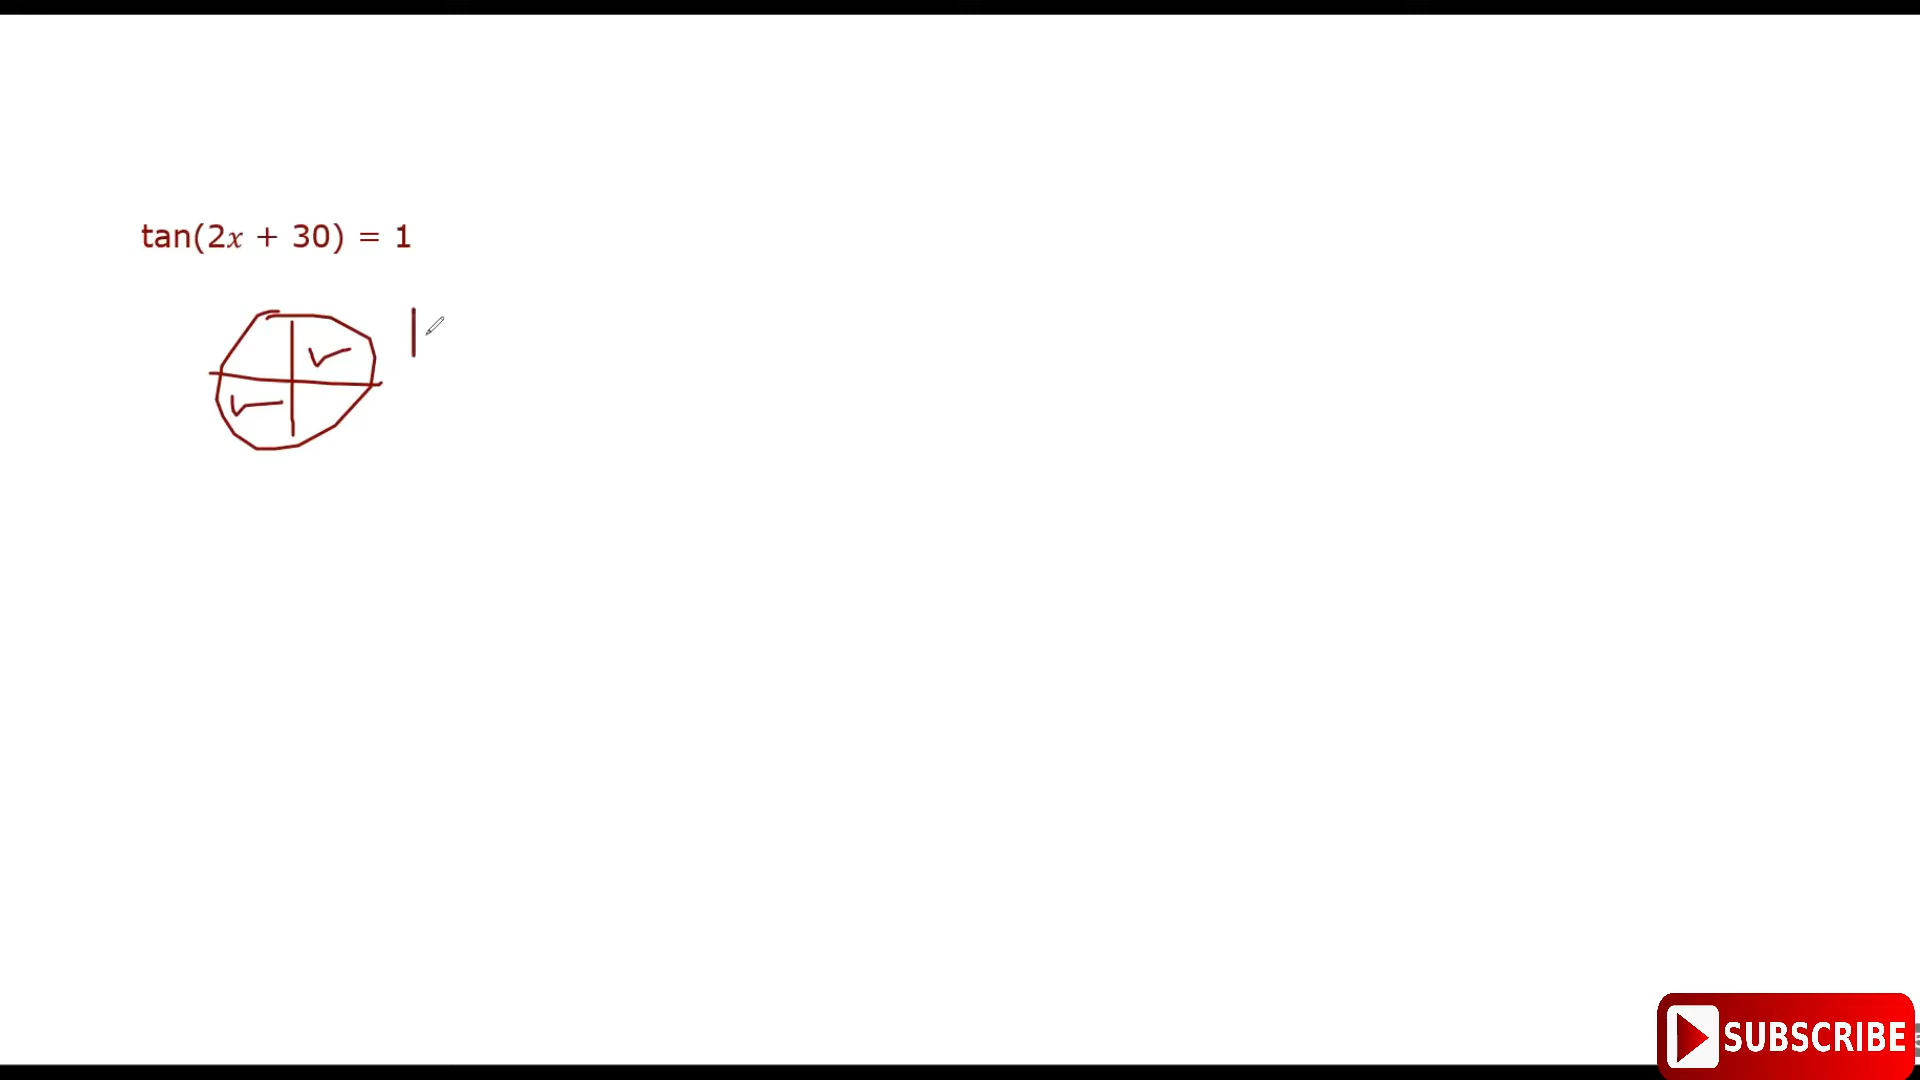 tan(2x + 30) = 1
SUBSCRIBE